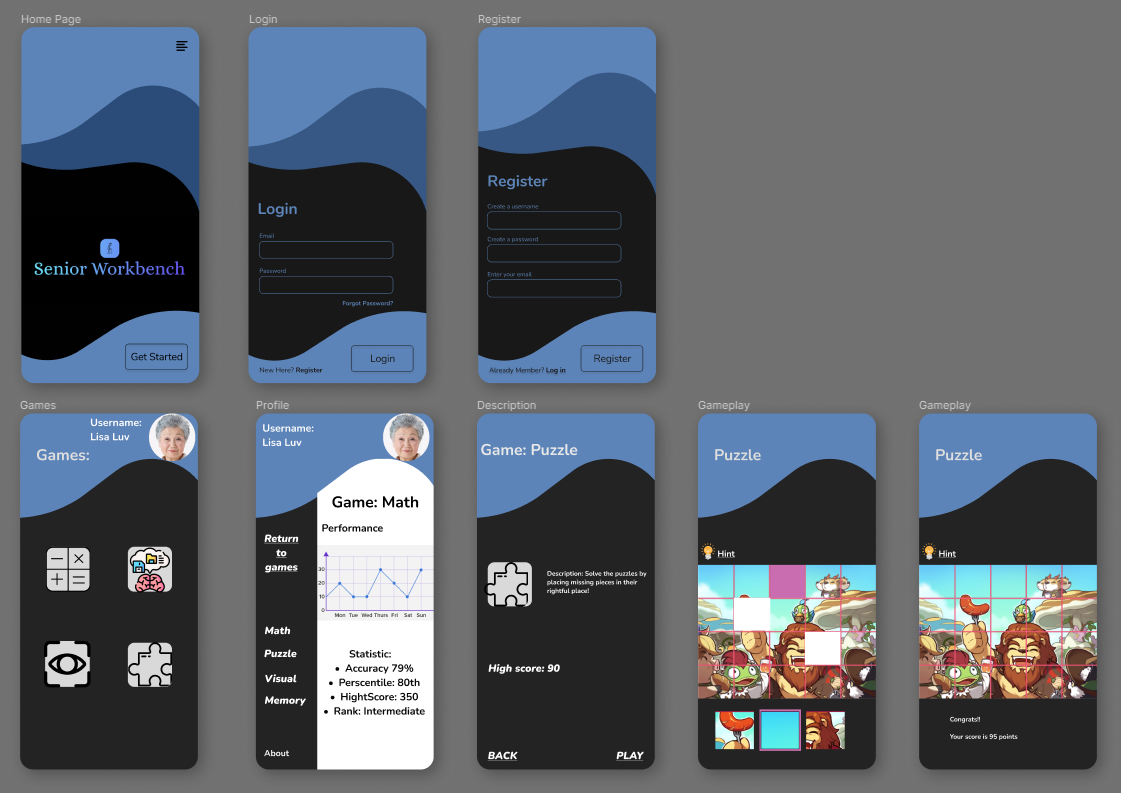 Home Page
Login
Register
Senior Workbench
Get Started
Login
Email
Password
Forgot Password?
Login
New Here? Register
Register
Create a username
Create a password
Enter your email
Register
Already Member? Log in
Games
Profile
Description
Gameplay
Gameplay
Username:
Lisa Luv
Games:
Username:
Lisa Luv
Return
to
games
Math
Puzzle
Visual
Memory
About
Game: Math
Performance
30
20
10
0
Mon Tue Wed Thurs Fri Sat Sun
Statistic:
• Accuracy 79%
• Perscentile: 80th
• HightScore: 350
• Rank: Intermediate
Game: Puzzle
Description: Solve the puzzles by
placing missing pieces in their
rightful place!
High score: 90
BACK
PLAY
Puzzle
Hint
Puzzle
Hint
Congrats!!
Your score is 95 points